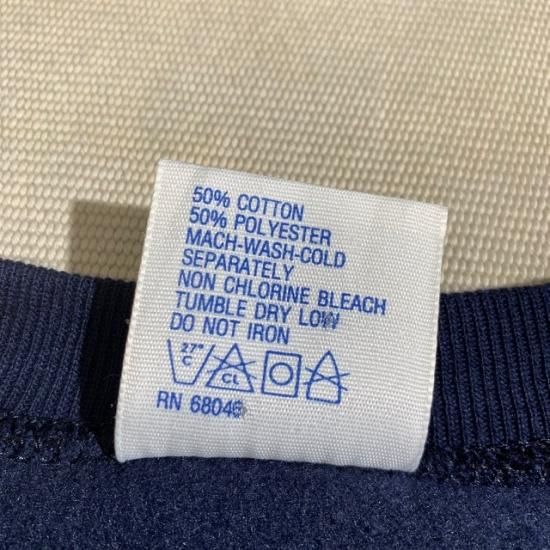 50% COTTON
50% POLYESTER
MACH-WASH-COLD
SEPARATELY
NON CHLORINE BLEACH
TUMBLE DRY LOW
DO NOT IRON
27°
C
CL
RN